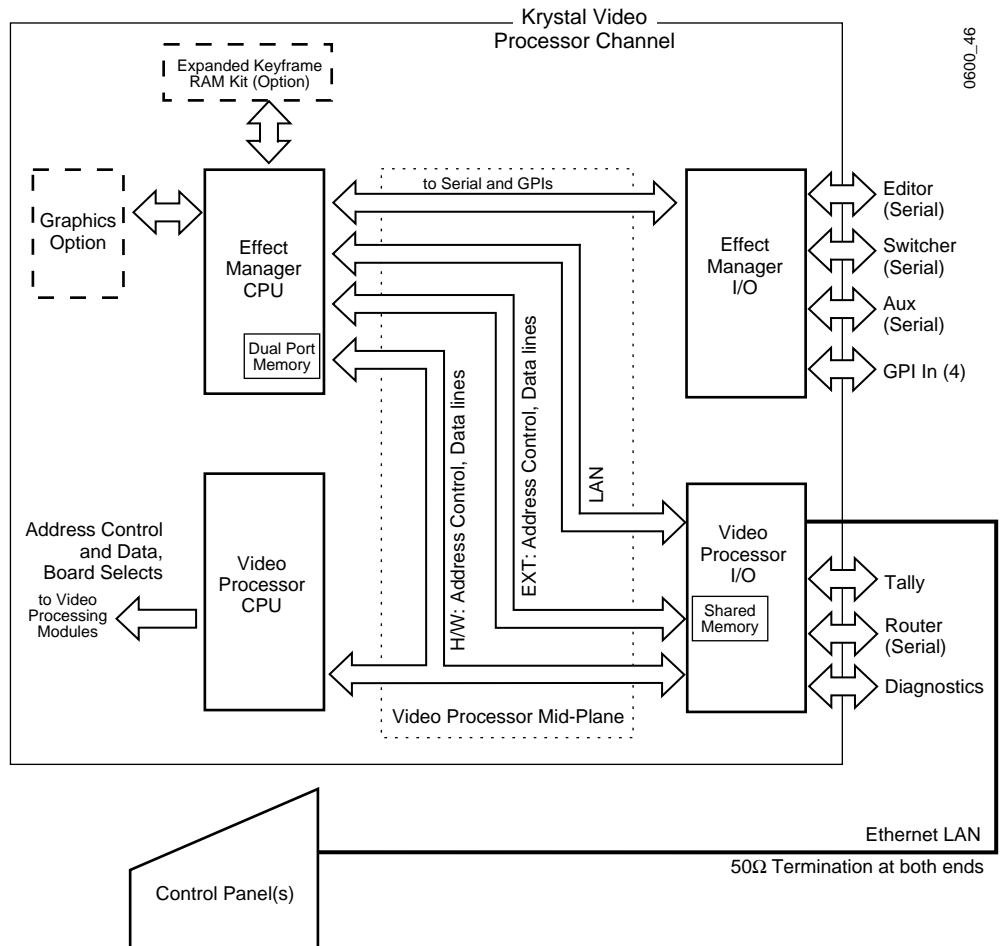 Krystal Video
Processor Channel
0600_46
Expanded Keyframe
RAM Kit (Option)
Graphics
Option
Effect
Manager
CPU
Dual Port
Memory
to Serial and GPIs
Effect
Manager
I/O
Editor
(Serial)
Switcher
(Serial)
Aux
(Serial)
GPI In (4)
H/W: Address Control, Data lines
EXT: Address Control, Data lines
LAN
Address Control
and Data,
Board Selects
to Video
Processing
Modules
Video
Processor
CPU
Video
Processor
I/O
Shared
Memory
Tally
Router
(Serial)
Diagnostics
Video Processor Mid-Plane
Ethernet LAN
50Ω Termination at both ends
Control Panel(s)